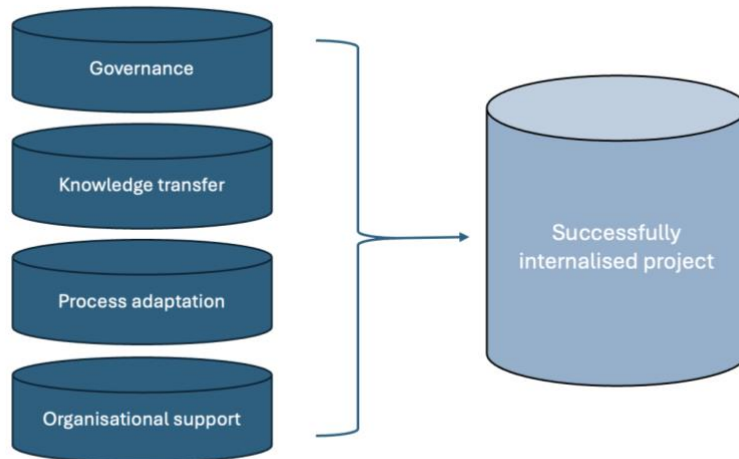 Governance
Knowledge transfer
Process adaptation
Organisational support
Successfully
internalised project